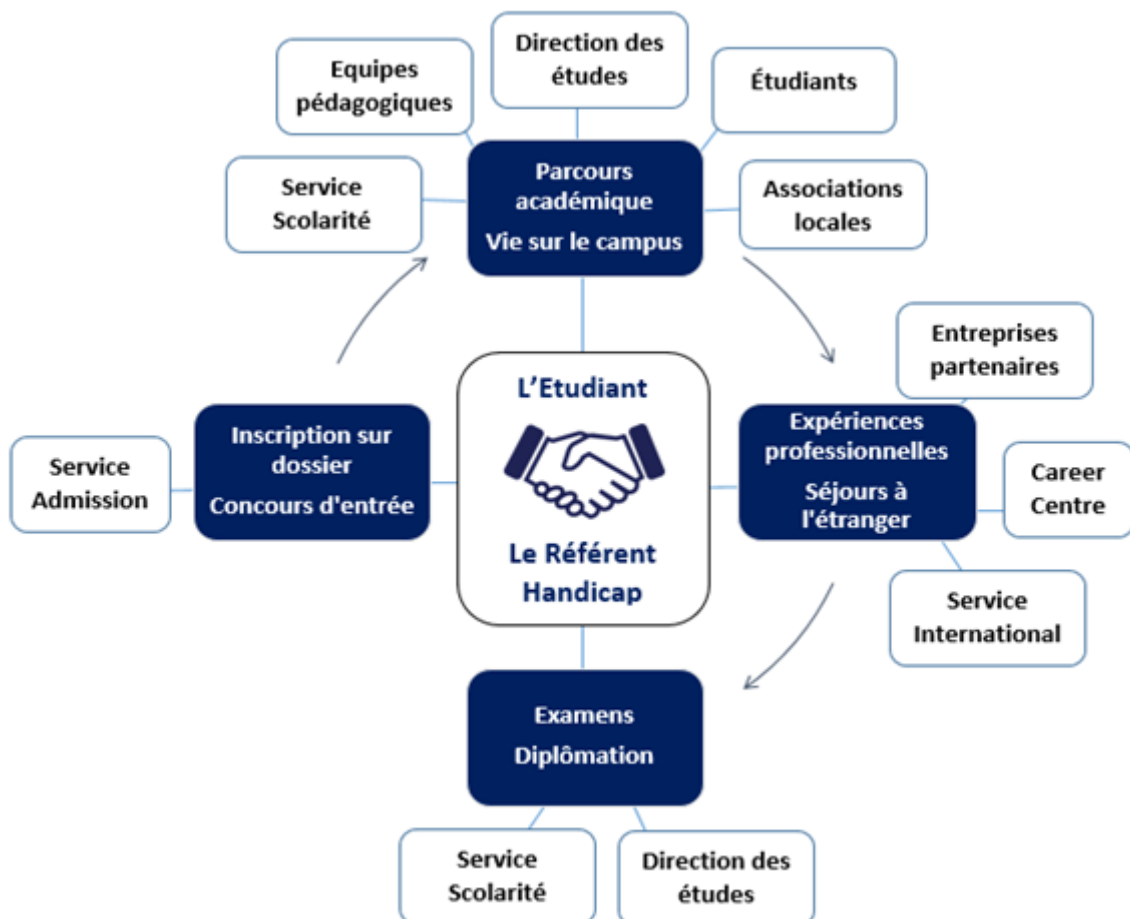 Direction des
études
Equipes
pédagogiques
Étudiants
Service
Scolarité
Parcours
académique
Vie sur le campus
Associations
locales
Entreprises
partenaires
L'Etudiant
Le Référent
Handicap
Inscription sur
dossier
Concours d'entrée
Service
Admission
Expériences
professionnelles
Séjours à
l'étranger
Career
Centre
Service
International
Examens
Diplômation
Service
Scolarité
Direction des
études